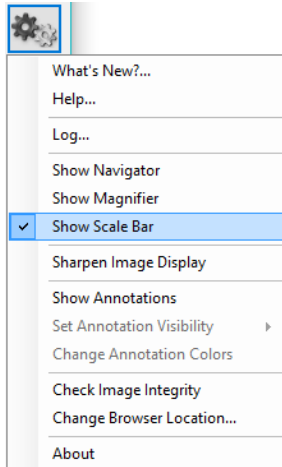 What's New?...
Help...
Log...
Show Navigator
Show Magnifier
Show Scale Bar
Sharpen Image Display
Show Annotations
Set Annotation Visibility
Change Annotation Colors
Check Image Integrity
Change Browser Location...
About